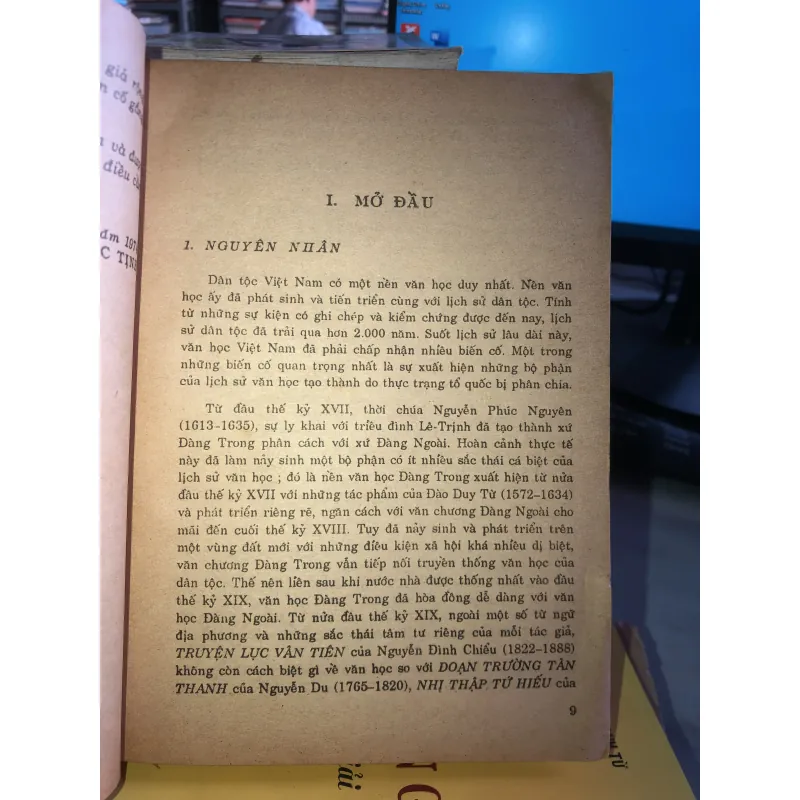 giả
cố
và
điều
1. MỞ ĐẦU
1. NGUYÊN NHÂN
Dân tộc Việt Nam có một nền văn học duy nhất. Nền văn
học ấy đã phát sinh và tiến triển cùng với lịch sử dân tộc. Tính
từ những sự kiện có ghi chép và kiểm chứng được đến nay, lịch
sử dân tộc đã trải qua hơn 2.000 năm. Suốt lịch sử lâu dài này,
văn học Việt Nam đã phải chấp nhận nhiều biến cố. Một trong
những biến cố quan trọng nhất là sự xuất hiện những bộ phận
của lịch sử văn học tạo thành do thực trạng tổ quốc bị phân chia.
Từ đầu thế kỷ XVII, thời chúa Nguyễn Phúc Nguyên
(1613-1635), sự ly khai với triều đình Lê-Trịnh đã tạo thành xứ
Đàng Trong phân cách với xứ Đàng Ngoài. Hoàn cảnh thực tế
này đã làm nảy sinh một bộ phận có ít nhiều sắc thái cá biệt của
lịch sử văn học ; đó là nền văn học Đàng Trong xuất hiện từ nửa
đầu thế kỷ XVII với những tác phẩm của Đào Duy Từ (1572-1634)
và phát triển riêng rẽ, ngăn cách với văn chương Đàng Ngoài cho
mãi đến cuối thế kỷ XVIII. Tuy đã nảy sinh và phát triển trên
một vùng đất mới với những điều kiện xã hội khá nhiều dị biệt,
văn chương Đàng Trong vẫn tiếp nối truyền thống văn học của
dân tộc. Thế nên liền sau khi nước nhà được thống nhất vào đầu
thế kỷ XIX, văn học Đàng Trong đã hòa đồng dễ dàng với văn
học Đàng Ngoài. Từ nửa đầu thế kỷ XIX, ngoài một số từ ngữ
địa phương và những sắc thái tâm tư riêng của mỗi tác giả,
TRUYỆN LỤC VÂN TIÊN của Nguyễn Đình Chiểu (1822-1888)
không còn cách biệt gì về văn học so với ĐOẠN TRƯỜNG TÂN
THANH của Nguyễn Du (1765-1820), NHỊ THẬP TỨ HIẾU của
9